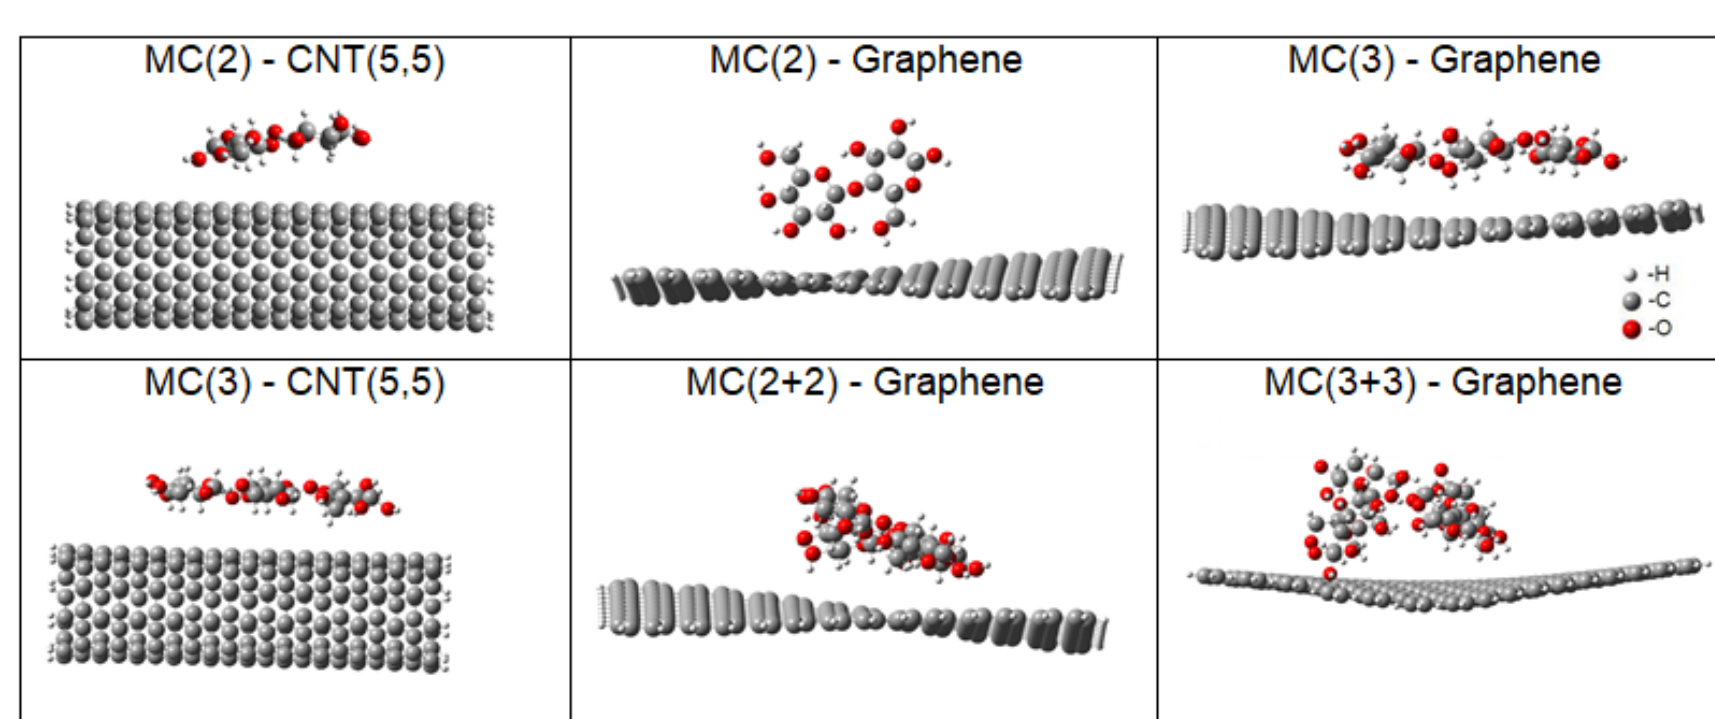 MC(2) - CNT(5,5)
MC(2) - Graphene
MC(3) - Graphene
-H
-C
-O
MC(3) - CNT(5,5)
MC(2+2) - Graphene
MC(3+3) - Graphene